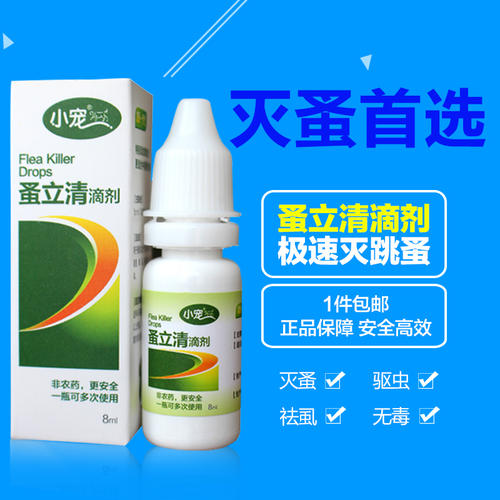 灭蚤首选
蚤立清滴剂
极速灭跳蚤
1件包邮
正品保障 安全高效
灭蚤 驱虫
祛虱 无毒
小宠®
Flea Killer
Drops
蚤立清滴剂
非农药，更安全
一瓶可多次使用
8ml
小宠
Flea Killer
Drops
蚤立清滴剂
非农药，更安全
一瓶可多次使用
8ml